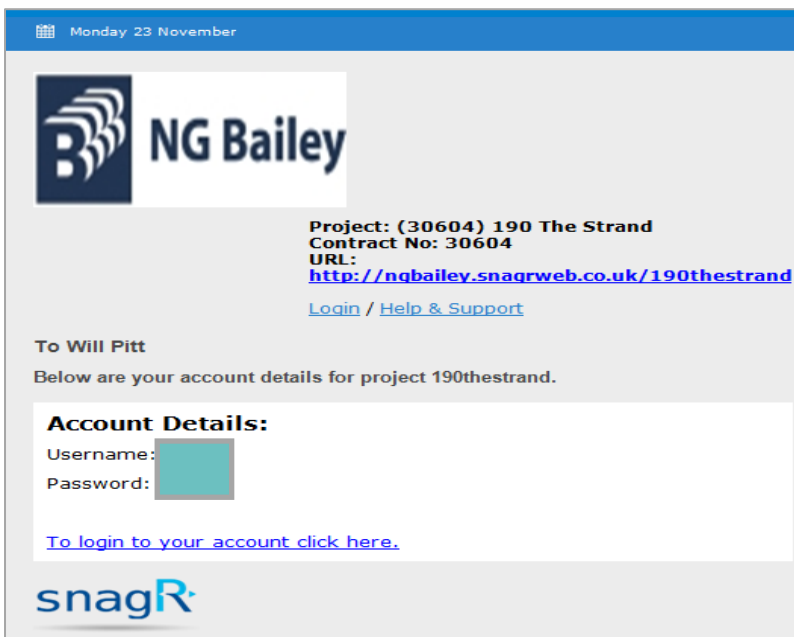 Monday 23 November
NG Bailey
Project: (30604) 190 The Strand
Contract No: 30604
URL:
http://ngbailey.snagrweb.co.uk/190thestrand
Login / Help & Support
To Will Pitt
Below are your account details for project 190thestrand.
Account Details:
Username:
Password:
To login to your account click here.
snagR